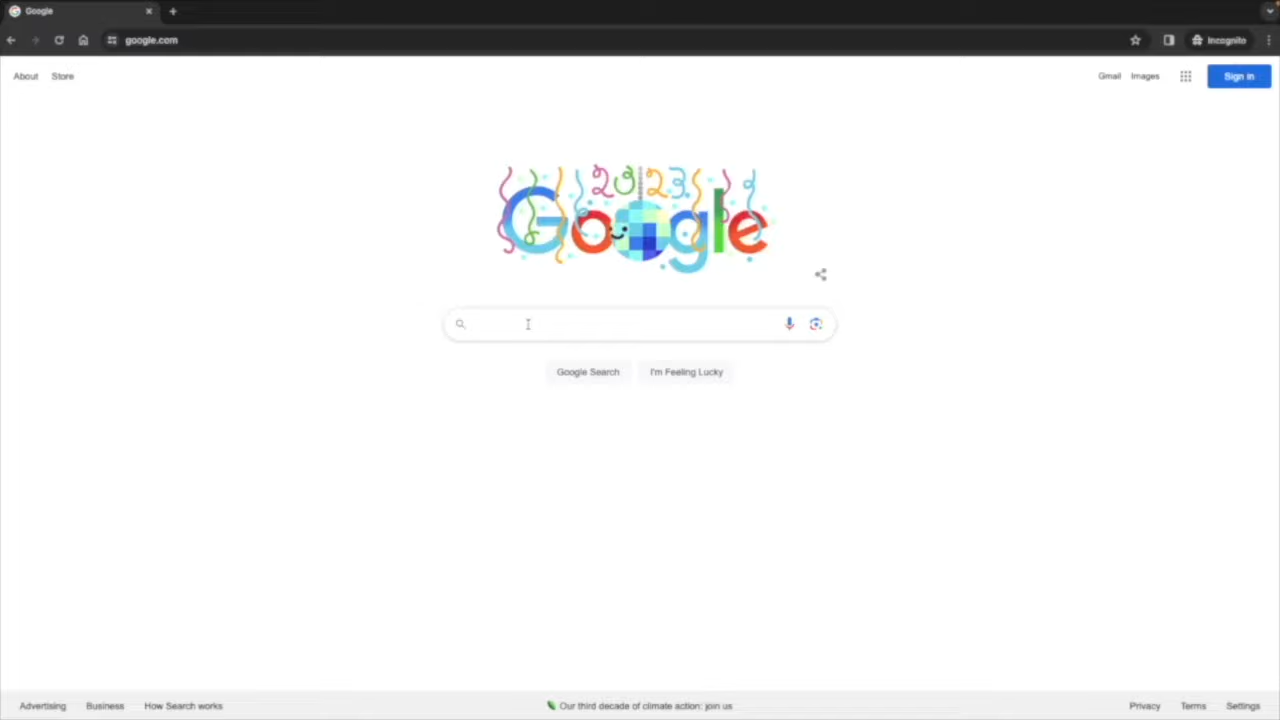 Google
google.com
Incognito
About Store
Gmail Images
Sign in
2023
Google
Google Search
I'm Feeling Lucky
Advertising Business How Search works
Our third decade of climate action: join us
Privacy Terms Settings